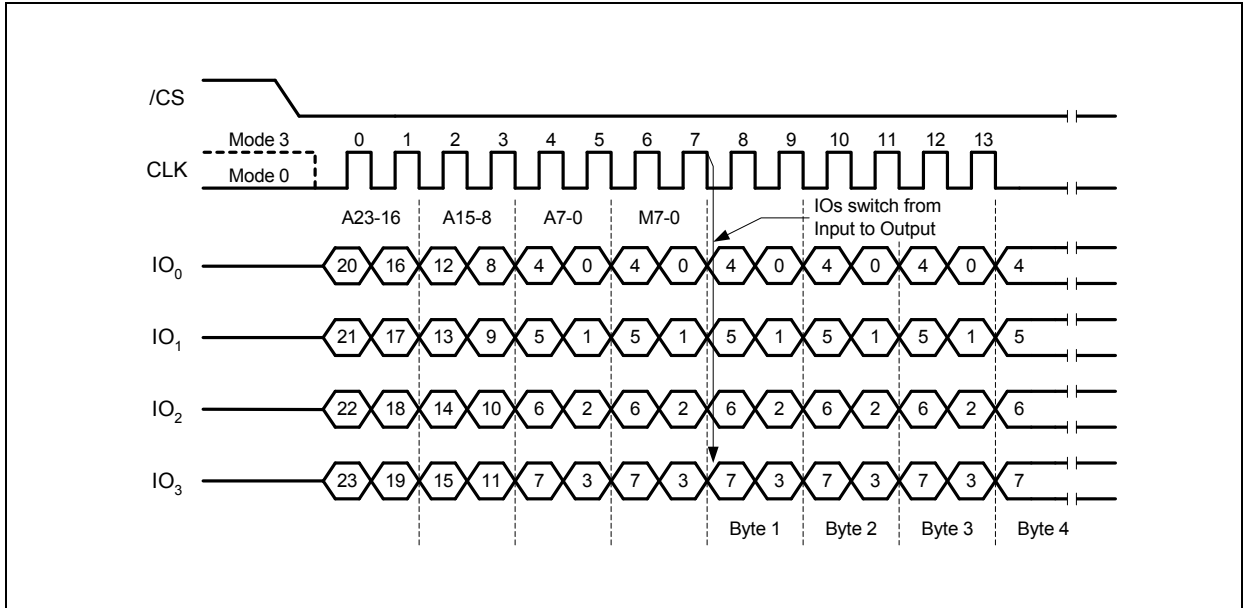 /CS
Mode 3 0 1 2 3 4 5 6 7 8 9 10 11 12 13
CLK
Mode 0
A23-16 A15-8 A7-0 M7-0
IOs switch from
Input to Output
IO0 20 16 12 8 4 0 4 0 4 0 4 0 4 0 4
IO1 21 17 13 9 5 1 5 1 5 1 5 1 5 1 5
IO2 22 18 14 10 6 2 6 2 6 2 6 2 6 2 6
IO3 23 19 15 11 7 3 7 3 7 3 7 3 7 3 7
Byte 1 Byte 2 Byte 3 Byte 4